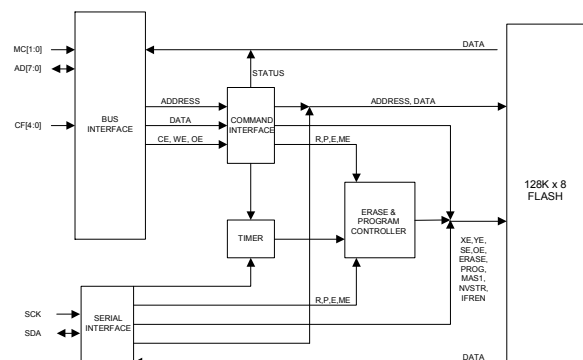 MC[1:0]
AD[7:0]
CF[4:0]
BUS
INTERFACE
DATA
STATUS
ADDRESS
DATA
CE, WE, OE
COMMAND
INTERFACE
ADDRESS, DATA
R,P,E,ME
128K x 8
FLASH
TIMER
ERASE &
PROGRAM
CONTROLLER
XE,YE,
SE,OE,
ERASE,
PROG,
MAS1,
NVSTR,
IFREN
R,P,E,ME
SCK
SDA
SERIAL
INTERFACE
DATA